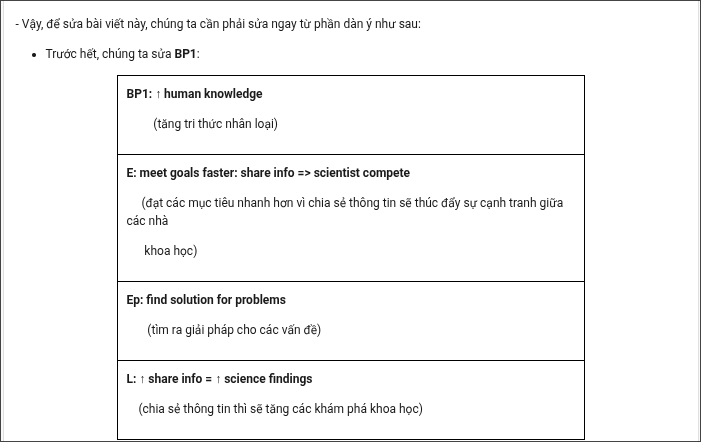 - Vậy, để sửa bài viết này, chúng ta cần phải sửa ngay từ phần dàn ý như sau:
• Trước hết, chúng ta sửa BP1:
BP1: ↑ human knowledge
(tăng tri thức nhân loại)
E: meet goals faster: share info => scientist compete
(đạt các mục tiêu nhanh hơn vì chia sẻ thông tin sẽ thúc đẩy sự cạnh tranh giữa
các nhà
khoa học)
Ep: find solution for problems
(tìm ra giải pháp cho các vấn đề)
L: ↑ share info = ↑ science findings
(chia sẻ thông tin thì sẽ tăng các khám phá khoa học)